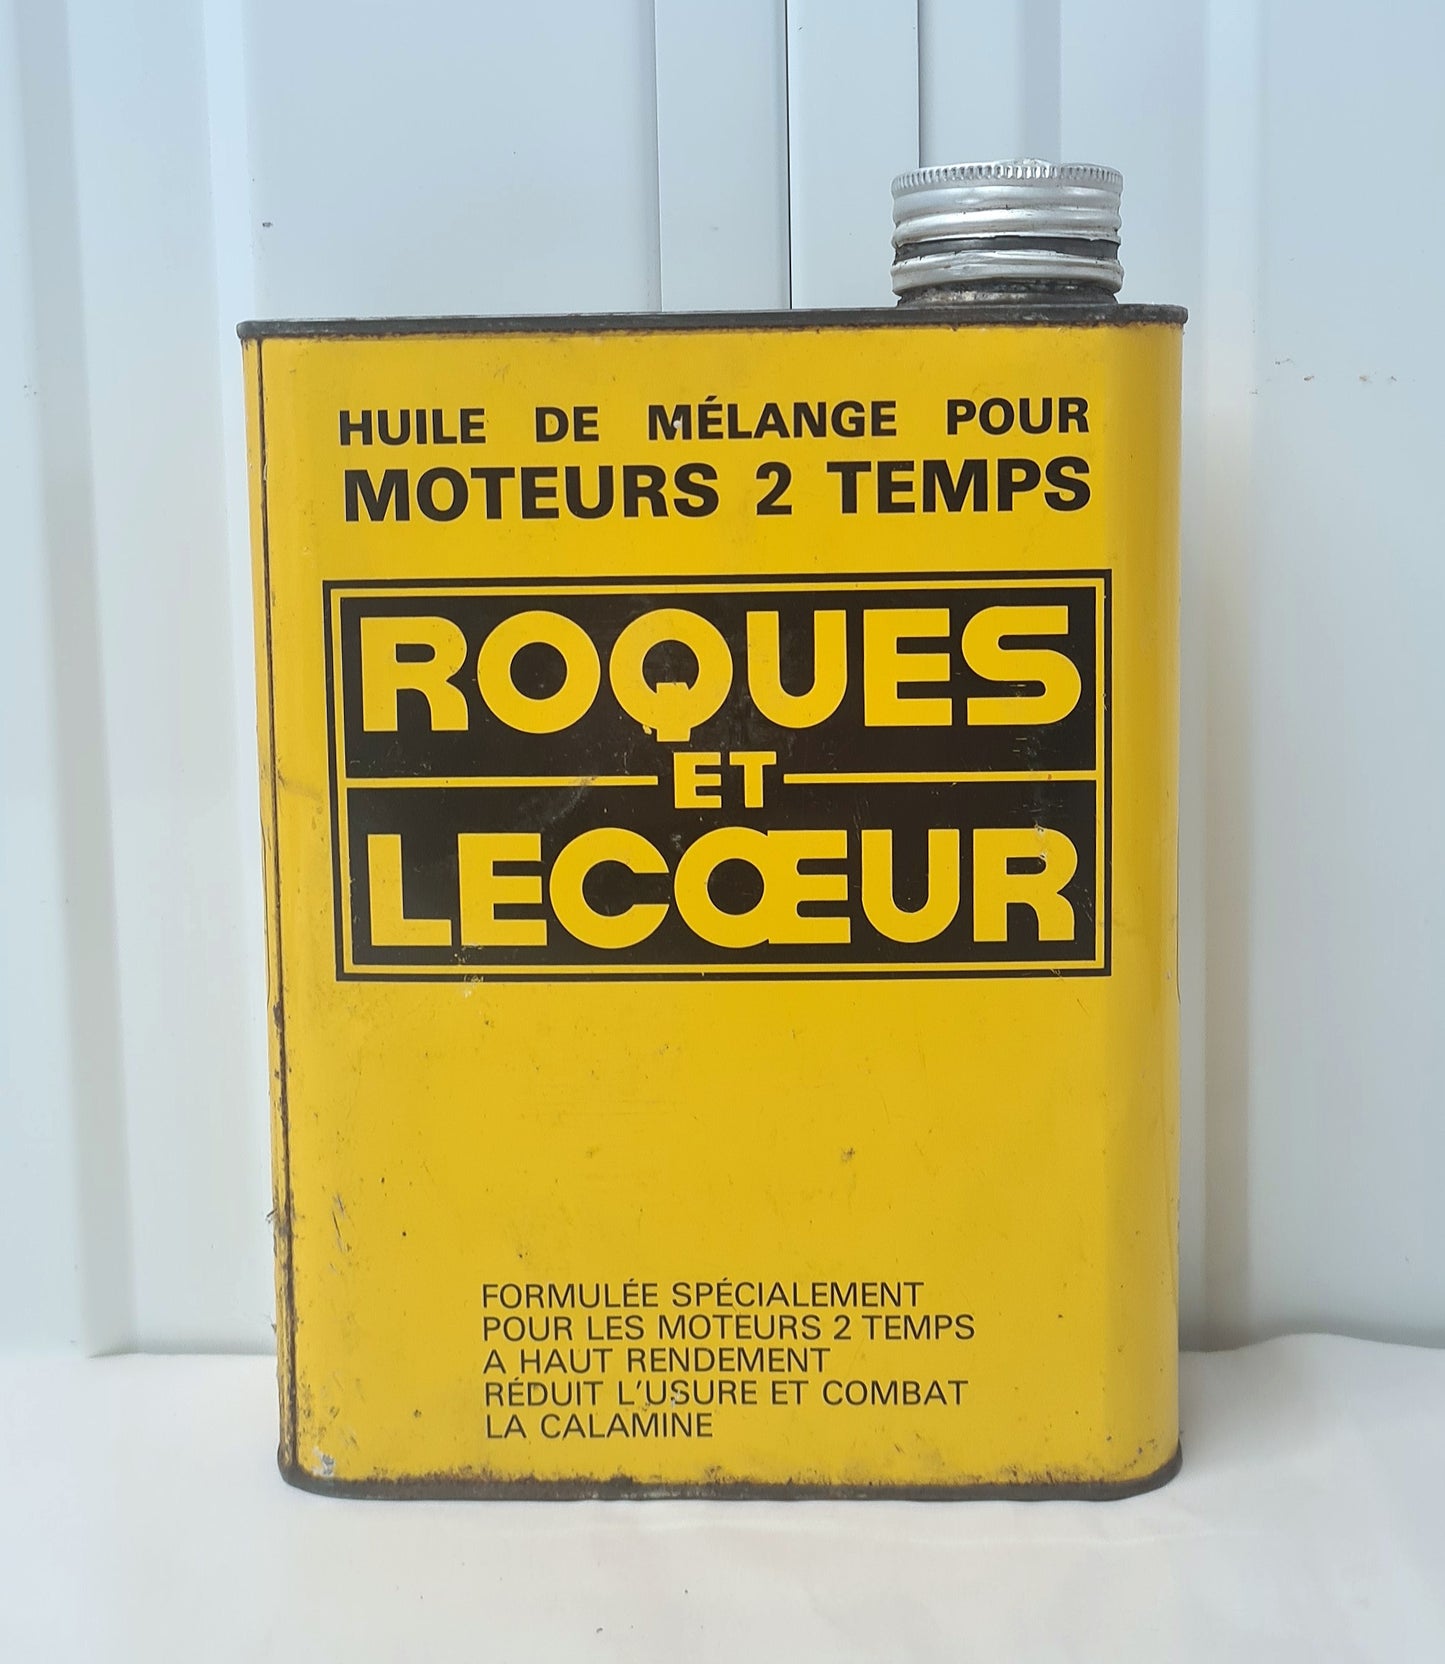 HUILE DE MÉLANGE POUR
MOTEURS 2 TEMPS
ROQUES
ET
LECŒUR
FORMULÉE SPÉCIALEMENT
POUR LES MOTEURS 2 TEMPS
A HAUT RENDEMENT
RÉDUIT L'USURE ET COMBAT
LA CALAMINE